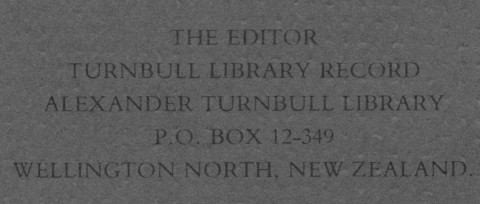 THE EDITOR
TURNBULL LIBRARY RECORD
ALEXANDER TURNBULL LIBRARY
P.O. BOX 12-349
WELLINGTON NORTH, NEW ZEALAND.